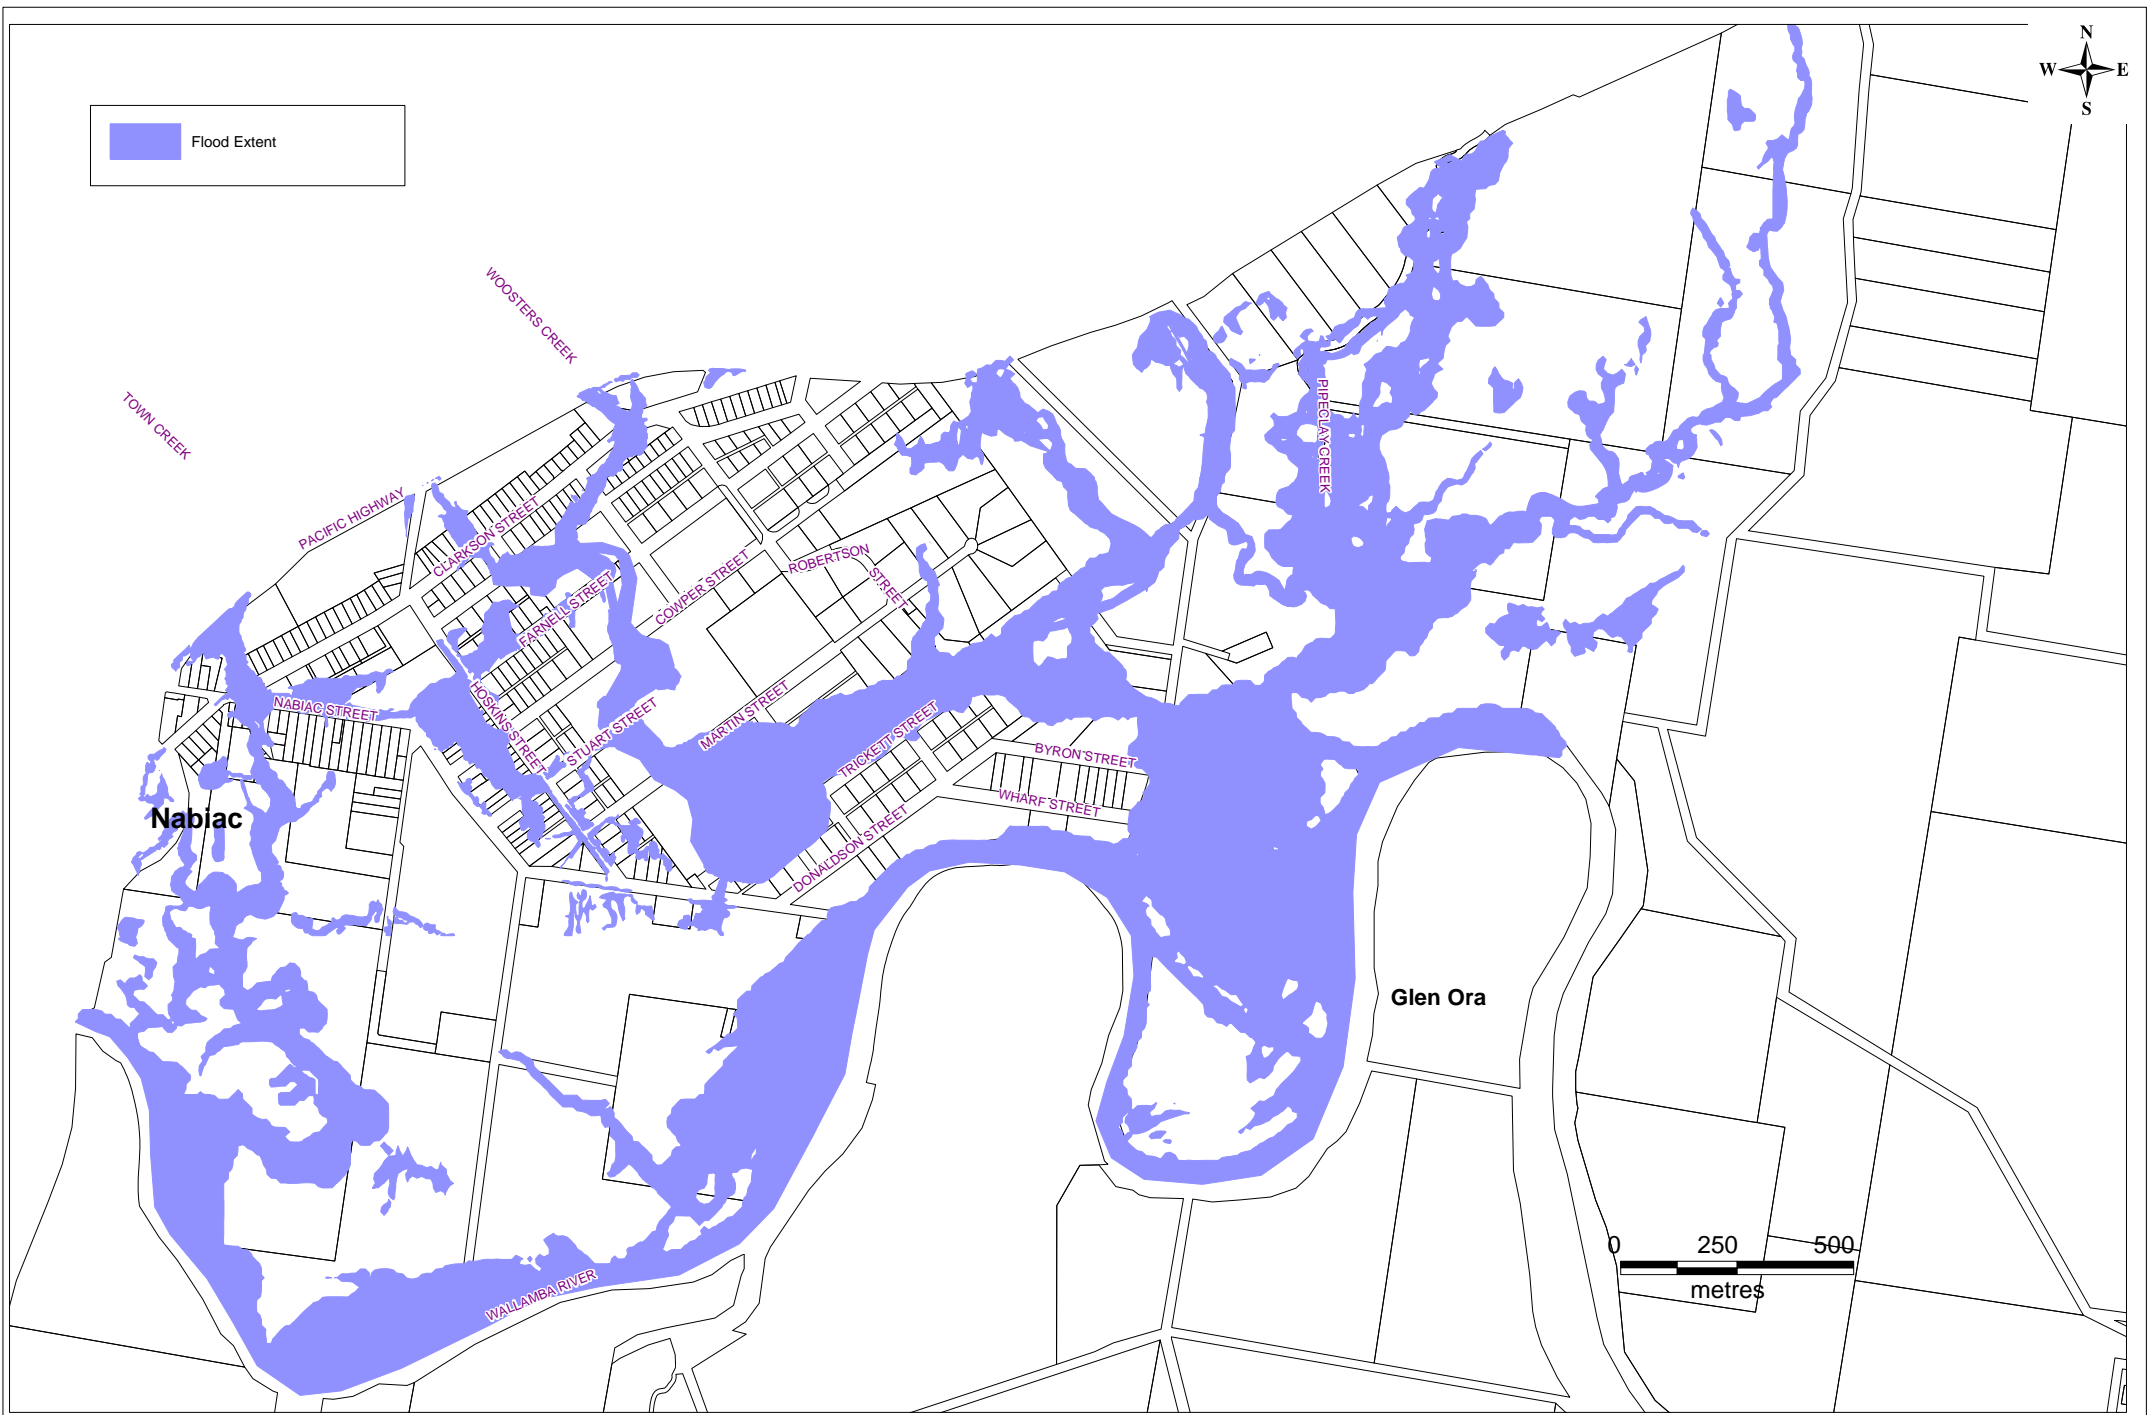 N
W E
S
Flood Extent
WOOSTERS CREEK
TOWN CREEK
PIPECLAY CREEK
PACIFIC HIGHWAY
CLARKSON STREET
ROBERTSON
STREET
COWPER STREET
FARNELL STREET
HOSKINS STREET
NABIAC STREET
STUART STREET
MARTIN STREET
TRICKETT STREET
BYRON STREET
WHARF STREET
DONALDSON STREET
Nabiac
Glen Ora
WALLAMBA RIVER
0 250 500
metres